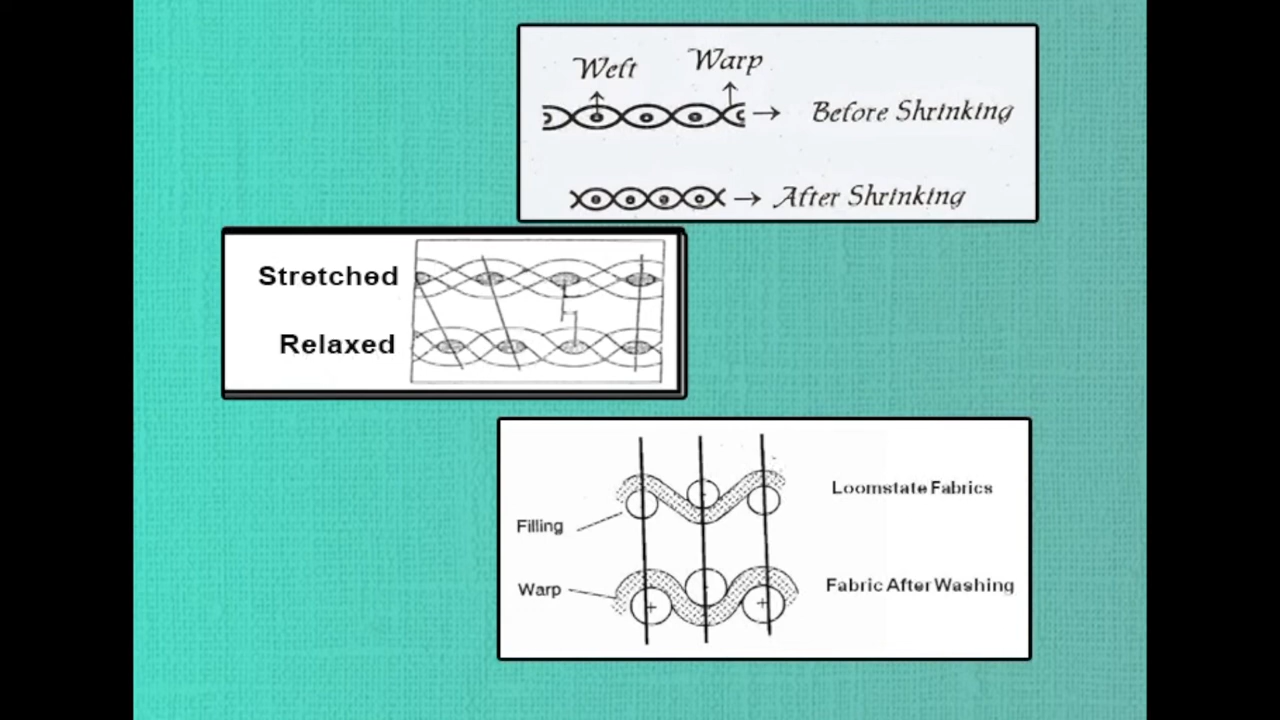 Weft Warp
Before Shrinking
After Shrinking
Stretched
Relaxed
Loomstate Fabrics
Filling
Warp
Fabric After Washing